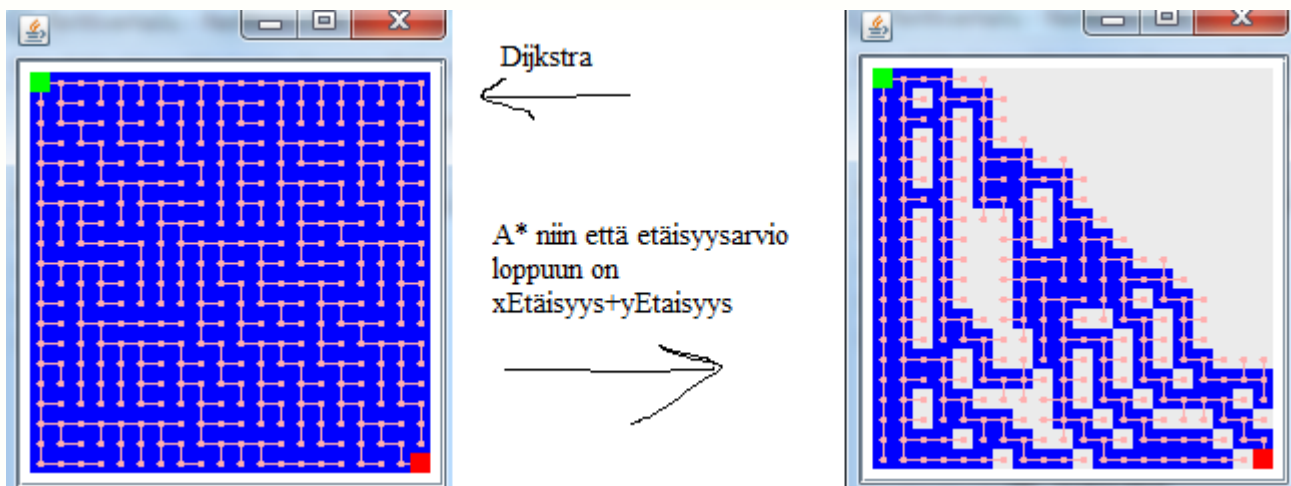 Dijkstra
A* niin että etäisyysarvio
loppuun on
xEtäisyys+yEtaisyys